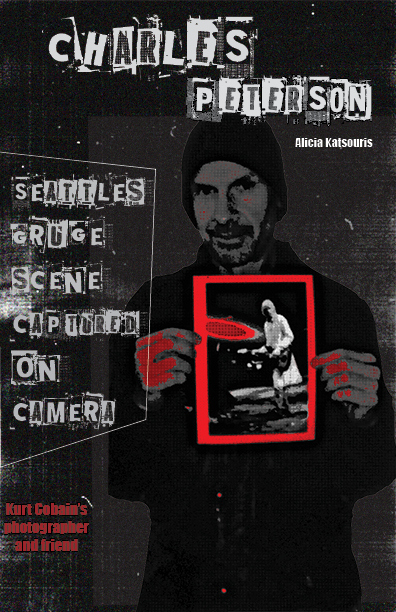 CHARLES
PETERSON
Alicia Katsouris
SEATTLES
GRUGE
SCENE
CAPTURED
ON
CAMERA
Kurt Cobain's
photographer
and friend